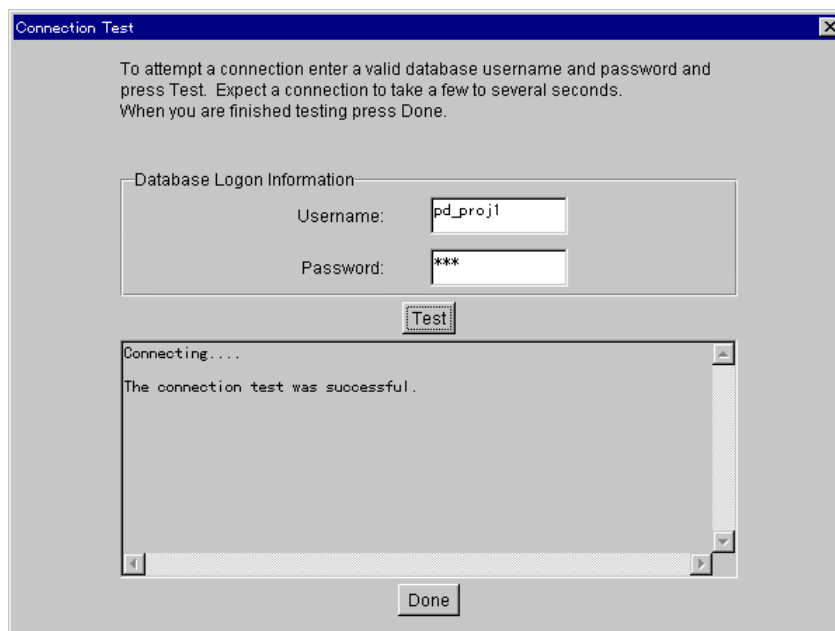 Connection Test
To attempt a connection enter a valid database username and password and
press Test. Expect a connection to take a few to several seconds.
When you are finished testing press Done.
Database Logon Information
Username: pd_proj1
Password: ***
Test
Connecting....
The connection test was successful.
Done